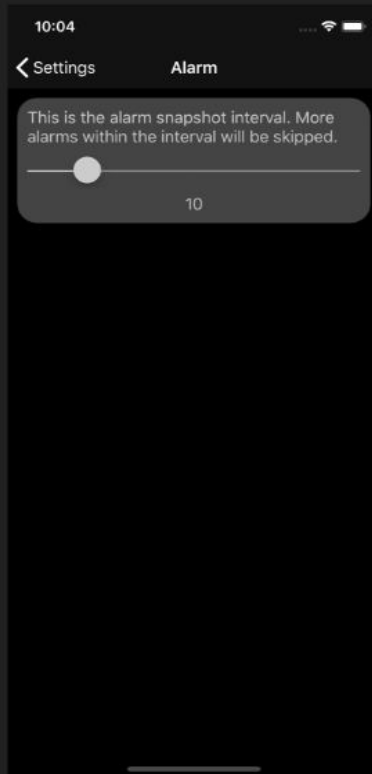 10:04
Settings
Alarm
This is the alarm snapshot interval. More
alarms within the interval will be skipped.
10